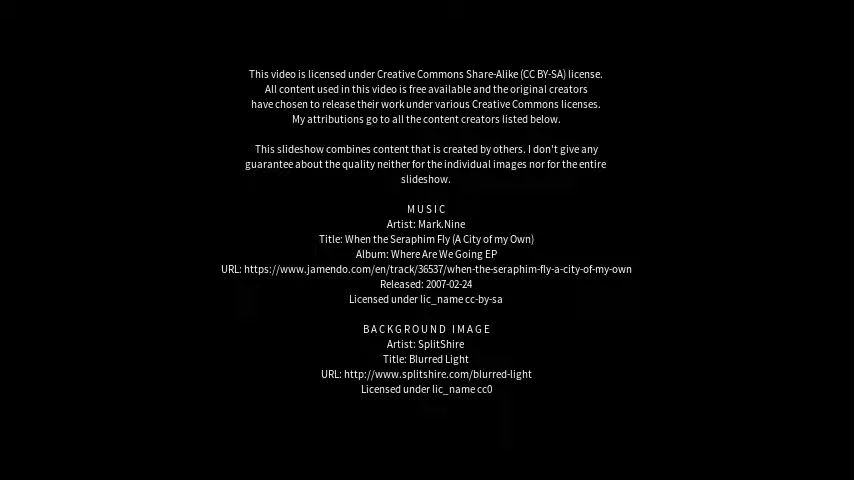 This video is licensed under Creative Commons Share-Alike (CC BY-SA) license.
All content used in this video is free available and the original creators
have chosen to release their work under various Creative Commons licenses.
My attributions go to all the content creators listed below.
This slideshow combines content that is created by others. I don't give any
guarantee about the quality neither for the individual images nor for the entire
slideshow.
MUSIC
Artist: Mark.Nine
Title: When the Seraphim Fly (A City of my Own)
Album: Where Are We Going EP
URL: https://www.jamendo.com/en/track/36537/when-the-seraphim-fly-a-city-of-my-own
Released: 2007-02-24
Licensed under lic_name cc-by-sa
BACKGROUND IMAGE
Artist: SplitShire
Title: Blurred Light
URL: http://www.splitshire.com/blurred-light
Licensed under lic_name cc0